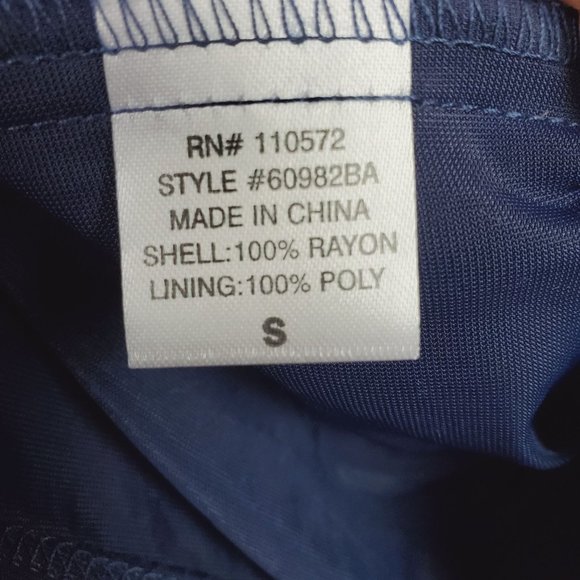 RN# 110572
STYLE #60982BA
MADE IN CHINA
SHELL:100% RAYON
LINING:100% POLY
S